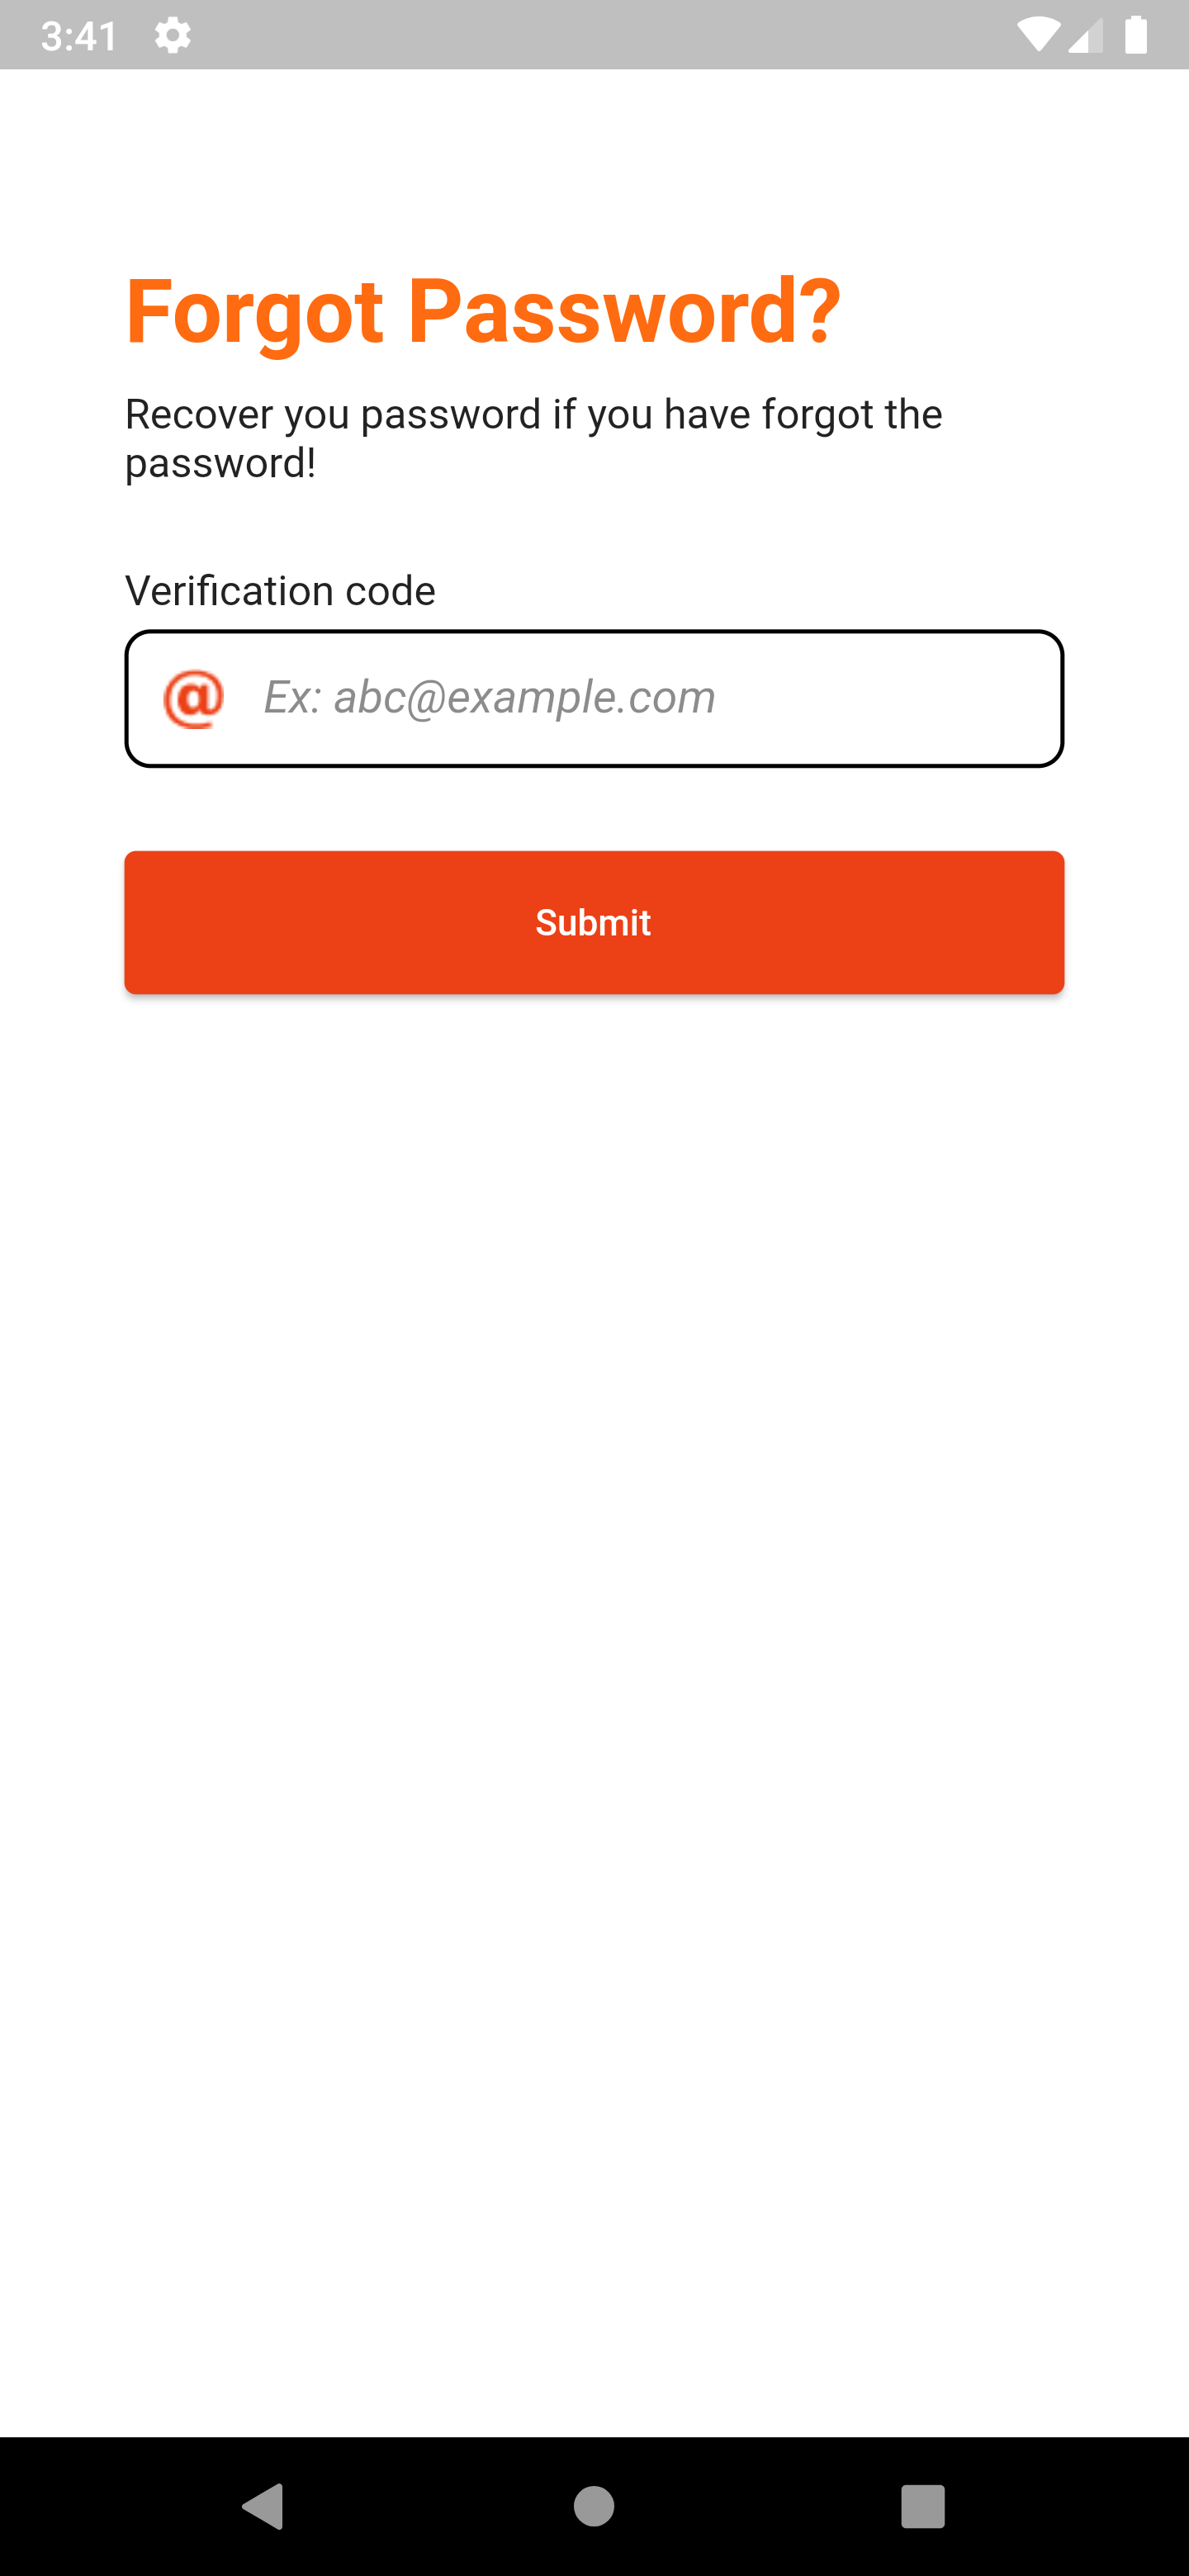 3:41
Forgot Password?
Recover you password if you have forgot the
password!
Verification code
@ Ex: abc@example.com
Submit